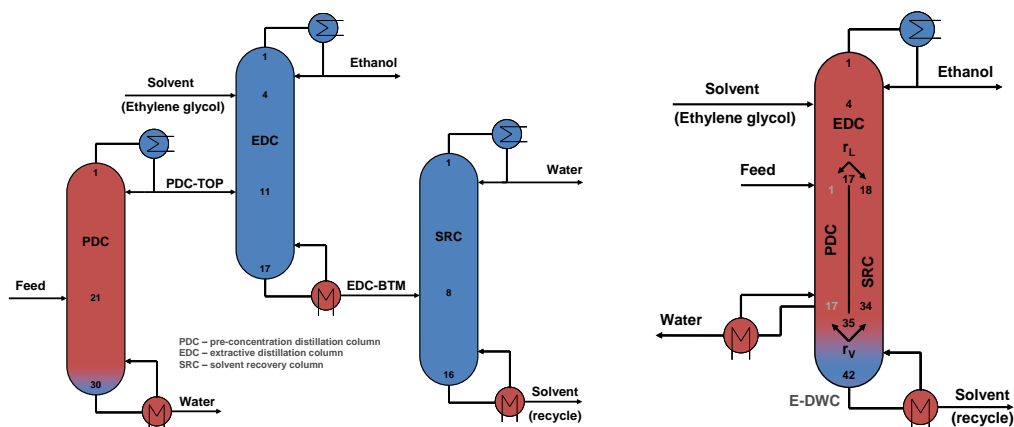 1
Ethanol
Solvent
(Ethylene glycol)
4
EDC
11
17
1
PDC-TOP
PDC
Feed
21
30
Water
EDC-BTM
1
Water
SRC
8
16
Solvent
(recycle)
PDC – pre-concentration distillation column
EDC – extractive distillation column
SRC – solvent recovery column
1
Ethanol
Solvent
(Ethylene glycol)
4
EDC
rL
Feed
1
17
18
PDC
SRC
17
34
Water
35
rV
42
E-DWC
Solvent
(recycle)